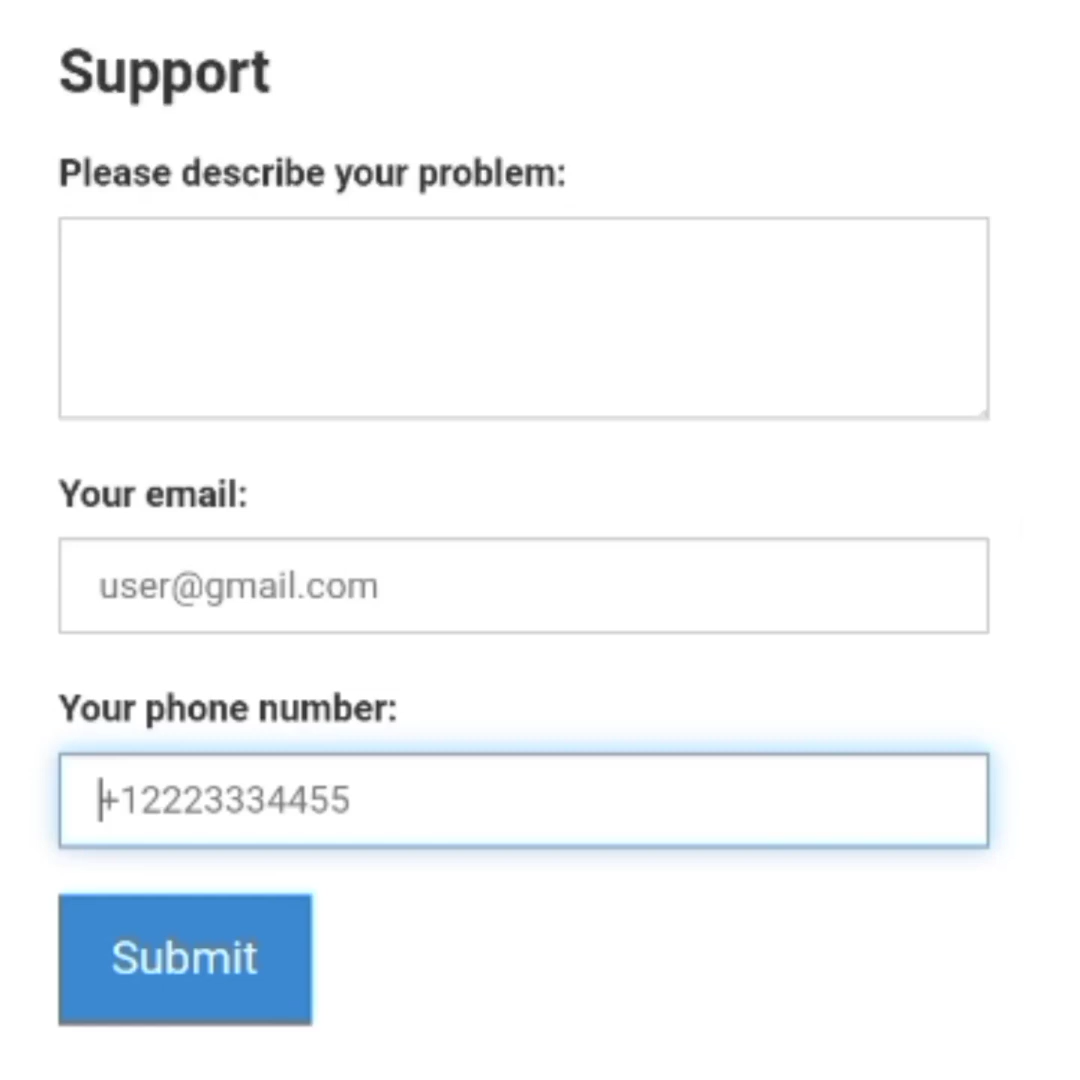 Support
Please describe your problem:
Your email:
user@gmail.com
Your phone number:
+12223334455
Submit